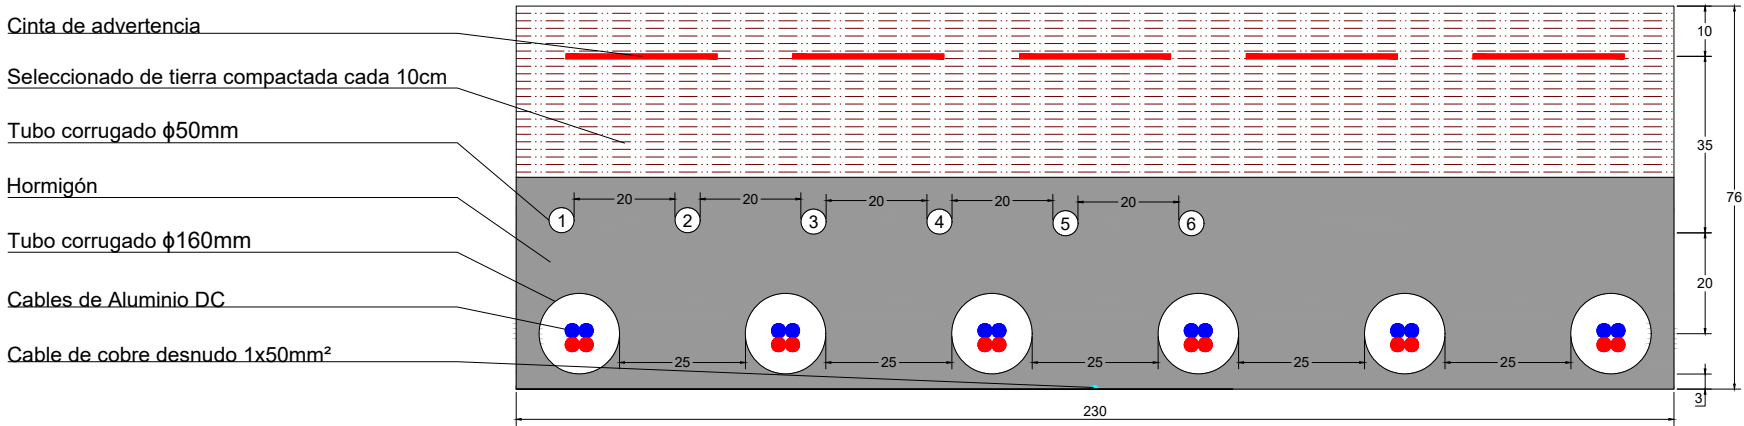 Cinta de advertencia
10
Seleccionado de tierra compactada cada 10cm
Tubo corrugado ϕ50mm
35
Hormigón
20 20 20 20 20
76
1 2 3 4 5 6
Tubo corrugado ϕ160mm
20
Cables de Aluminio DC
Cable de cobre desnudo 1x50mm²
25 25 25 25 25
3
230